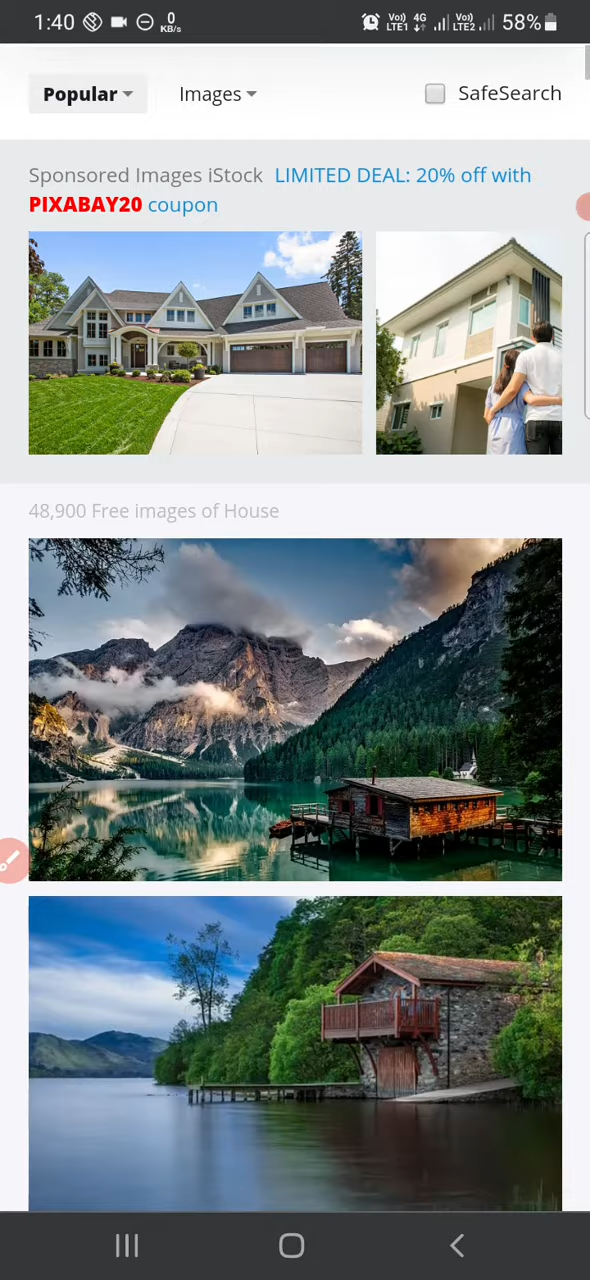 1:40 0 KB/s Vo)) LTE1 4G Vo)) LTE2 58%
Popular Images SafeSearch
Sponsored Images iStock LIMITED DEAL: 20% off with
PIXABAY20 coupon
48,900 Free images of House